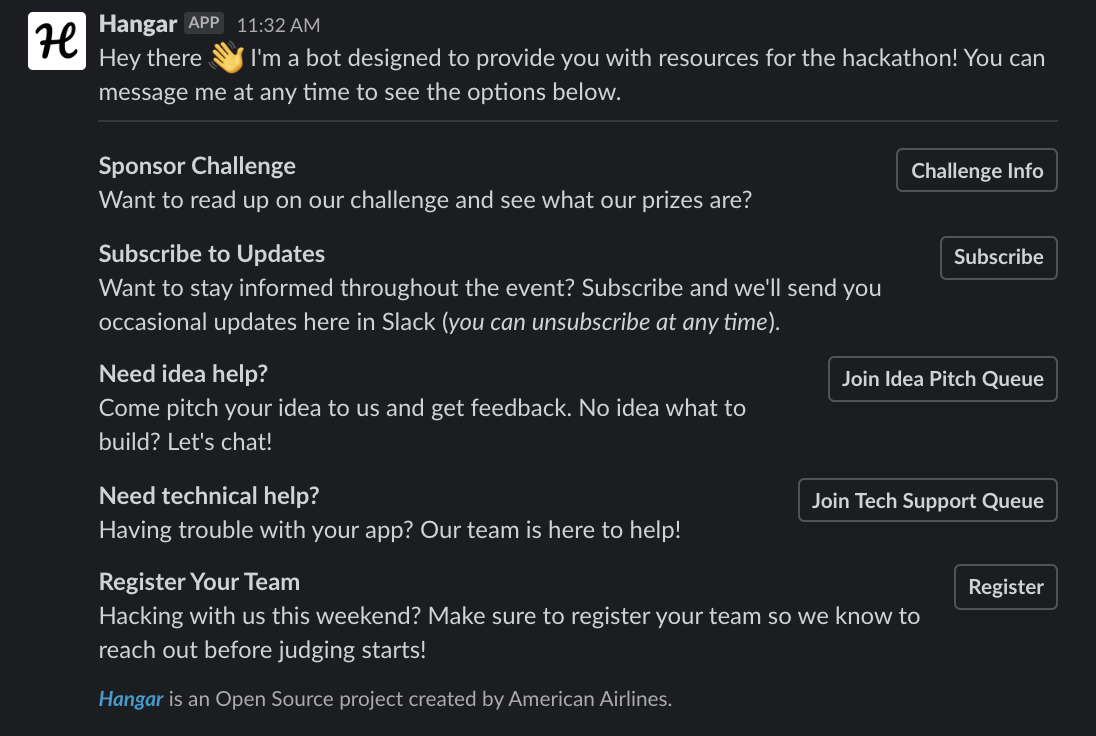 H
Hangar APP 11:32 AM
Hey there 👋 I'm a bot designed to provide you with resources for the hackathon! You can
message me at any time to see the options below.
Sponsor Challenge
Challenge Info
Want to read up on our challenge and see what our prizes are?
Subscribe to Updates
Subscribe
Want to stay informed throughout the event? Subscribe and we'll send you
occasional updates here in Slack (you can unsubscribe at any time).
Need idea help?
Join Idea Pitch Queue
Come pitch your idea to us and get feedback. No idea what to
build? Let's chat!
Need technical help?
Join Tech Support Queue
Having trouble with your app? Our team is here to help!
Register Your Team
Register
Hacking with us this weekend? Make sure to register your team so we know to
reach out before judging starts!
Hangar is an Open Source project created by American Airlines.